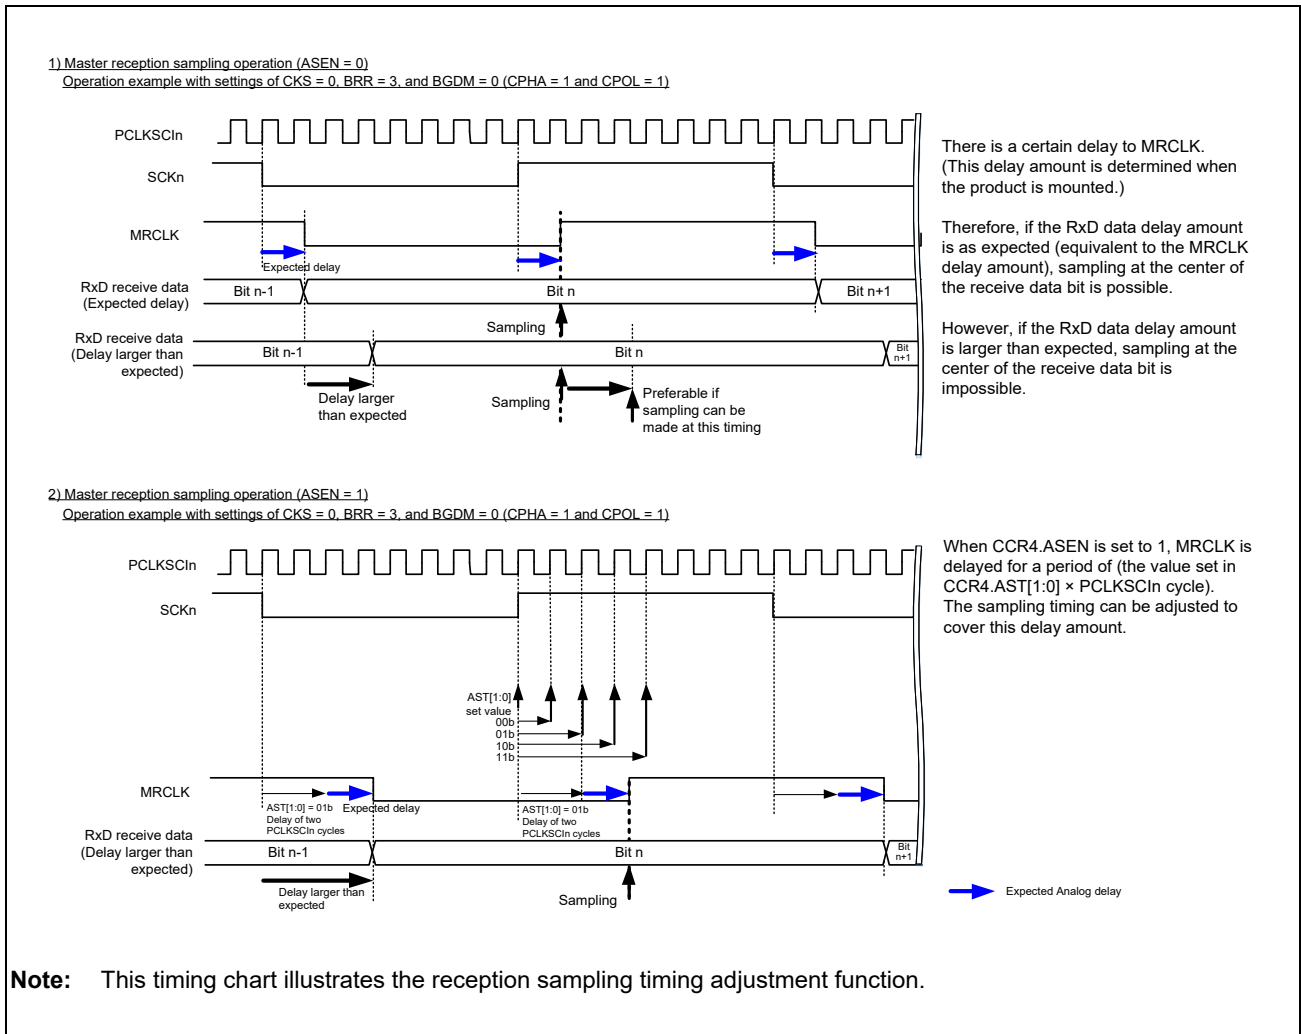 1) Master reception sampling operation (ASEN = 0)
Operation example with settings of CKS = 0, BRR = 3, and BGDM = 0 (CPHA = 1 and CPOL = 1)
PCLKSCIn
SCKn
MRCLK
Expected delay
RxD receive data
(Expected delay)
Bit n-1
Bit n
Bit n+1
Sampling
RxD receive data
(Delay larger than
expected)
Bit n-1
Bit n
Bit
n+1
Delay larger
than expected
Sampling
Preferable if
sampling can be
made at this timing
There is a certain delay to MRCLK.
(This delay amount is determined when
the product is mounted.)
Therefore, if the RxD data delay amount
is as expected (equivalent to the MRCLK
delay amount), sampling at the center of
the receive data bit is possible.
However, if the RxD data delay amount
is larger than expected, sampling at the
center of the receive data bit is
impossible.
2) Master reception sampling operation (ASEN = 1)
Operation example with settings of CKS = 0, BRR = 3, and BGDM = 0 (CPHA = 1 and CPOL = 1)
PCLKSCIn
SCKn
AST[1:0]
set value
00b
01b
10b
11b
MRCLK
AST[1:0] = 01b
Delay of two
PCLKSCIn cycles
Expected delay
AST[1:0] = 01b
Delay of two
PCLKSCIn cycles
RxD receive data
(Delay larger than
expected)
Bit n-1
Bit n
Bit
n+1
Delay larger than
expected
Sampling
When CCR4.ASEN is set to 1, MRCLK is
delayed for a period of (the value set in
CCR4.AST[1:0] × PCLKSCIn cycle).
The sampling timing can be adjusted to
cover this delay amount.
Expected Analog delay
Note: This timing chart illustrates the reception sampling timing adjustment function.